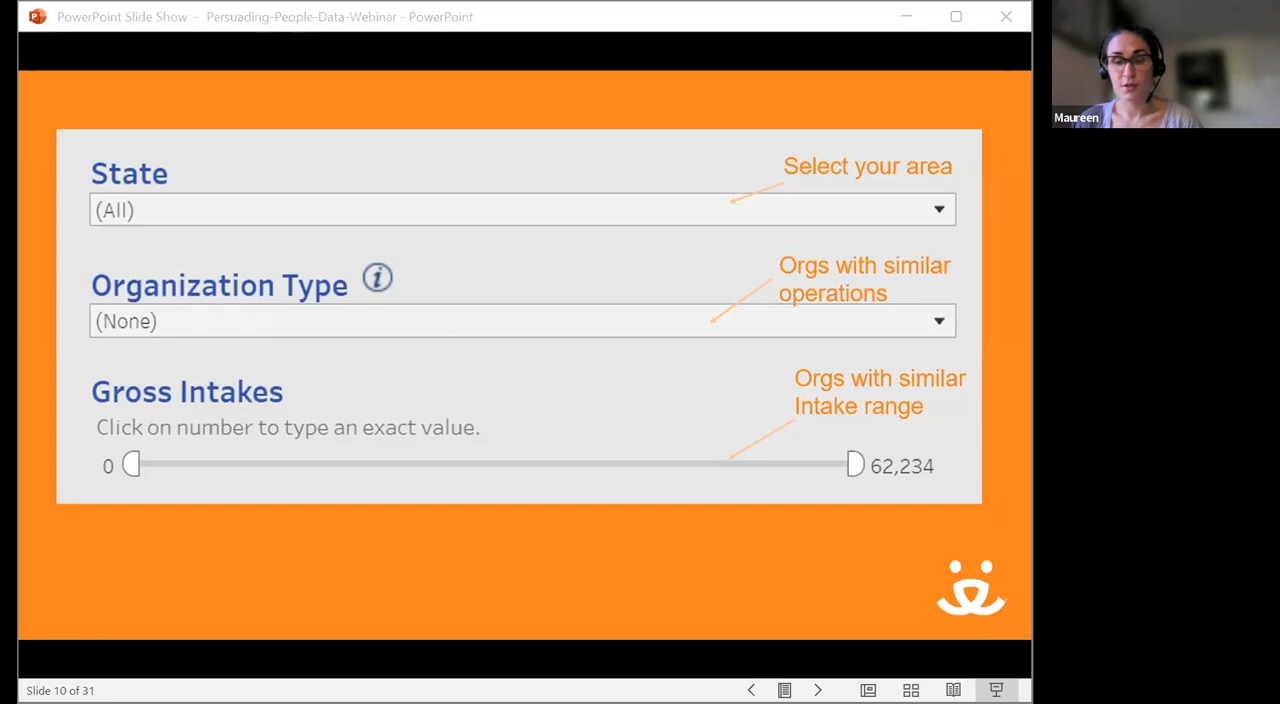 PowerPoint Slide Show - Persuading-People-Data-Webinar - PowerPoint
Maureen
State
Select your area
(All)
Organization Type i
Orgs with similar
operations
(None)
Gross Intakes
Orgs with similar
Intake range
Click on number to type an exact value.
0
62,234
Slide 10 of 31